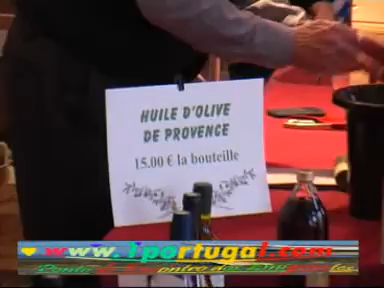 HUILE D'OLIVE
DE PROVENCE
15.00 € la bouteille
www.1portugal.com